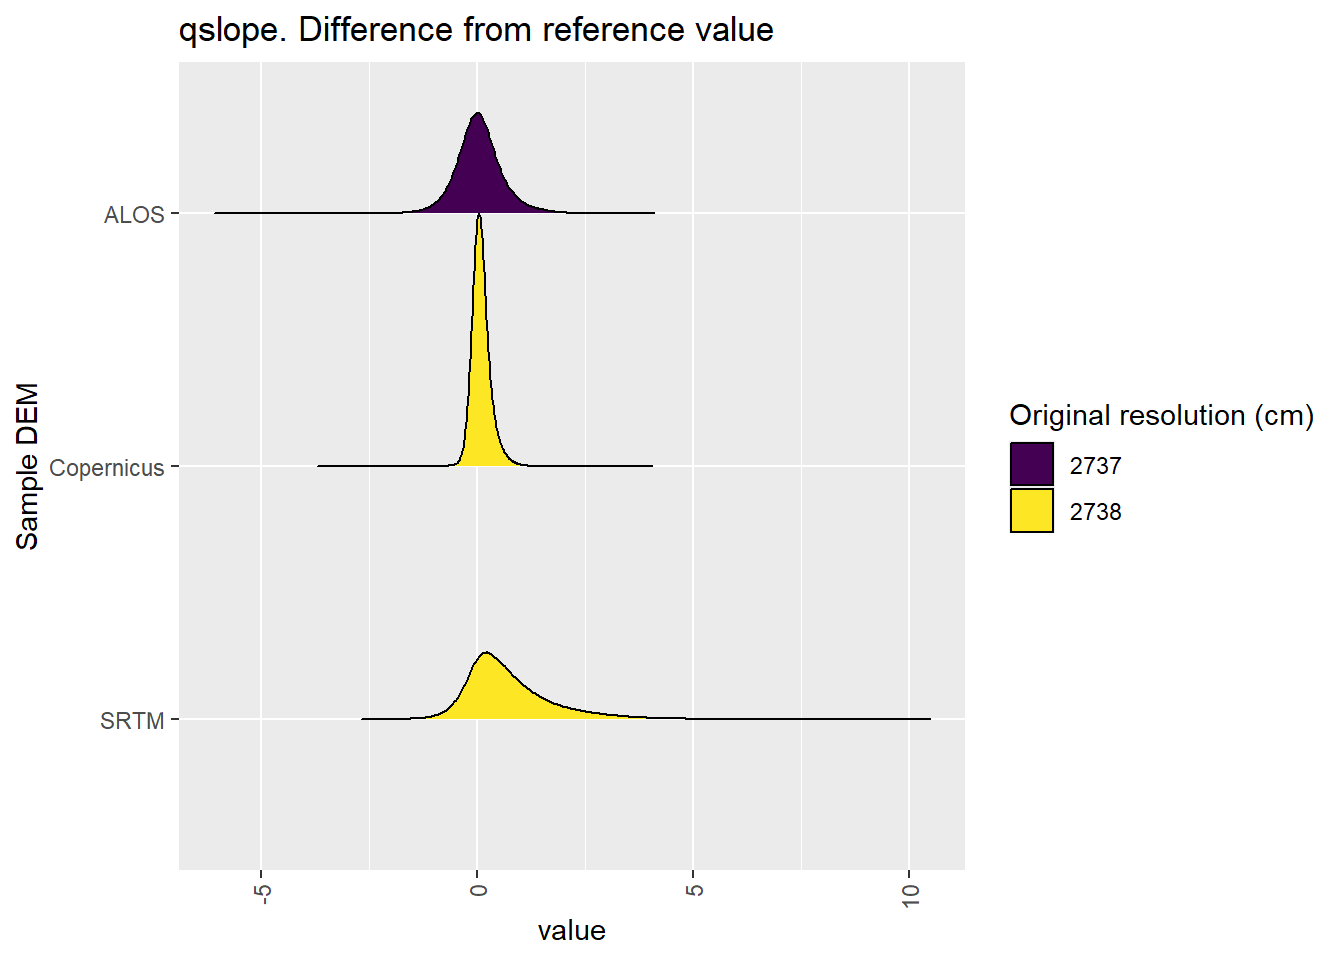 qslope. Difference from reference value
Sample DEM
ALOS
Copernicus
SRTM
-5
0
5
10
value
Original resolution (cm)
2737
2738